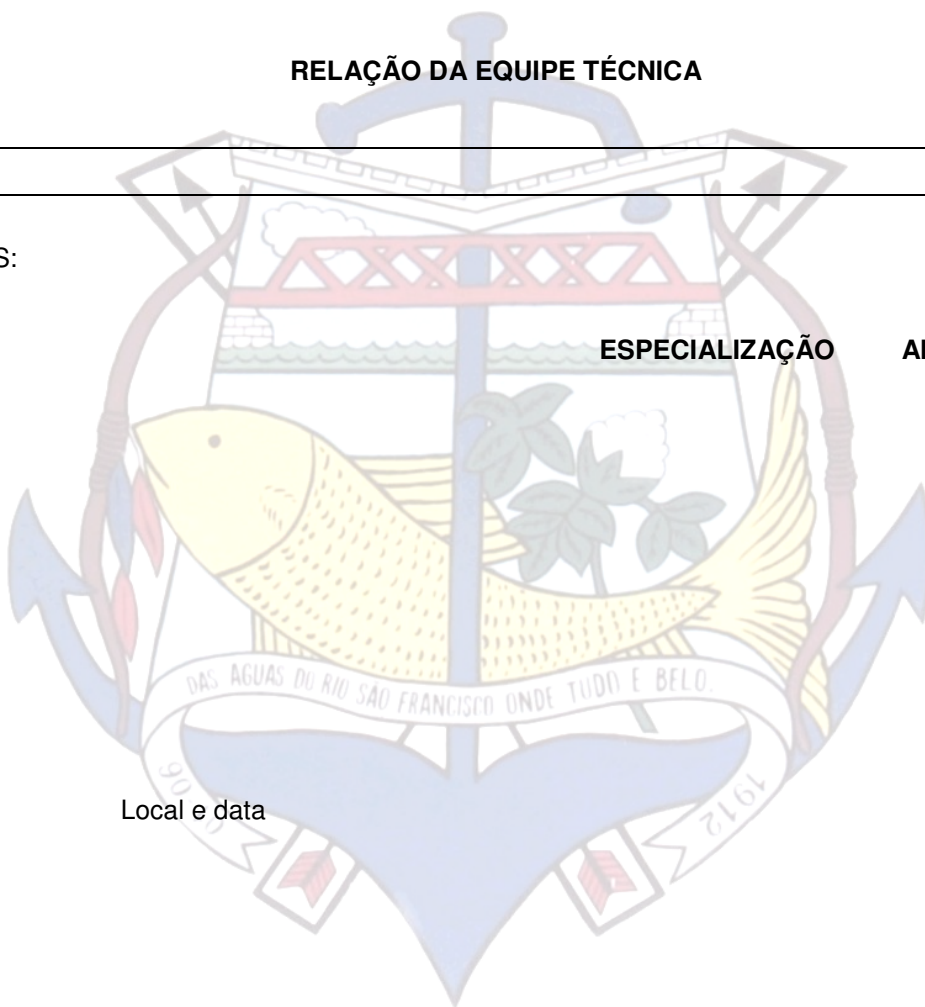 RELAÇÃO DA EQUIPE TÉCNICA
S:
ESPECIALIZAÇÃO
DAS AGUAS DO RIO SÃO FRANCISCO ONDE TUDO E BELO.
Local e data
1912